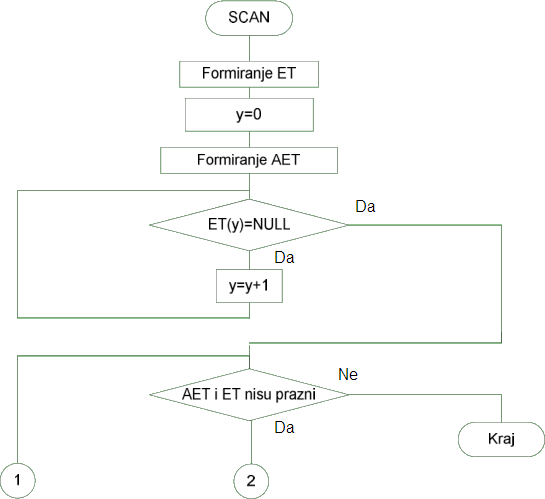 SCAN
Formiranje ET
y=0
Formiranje AET
Da
ET(y)=NULL
Da
y=y+1
Ne
AET i ET nisu prazni
Da
Kraj
1
2